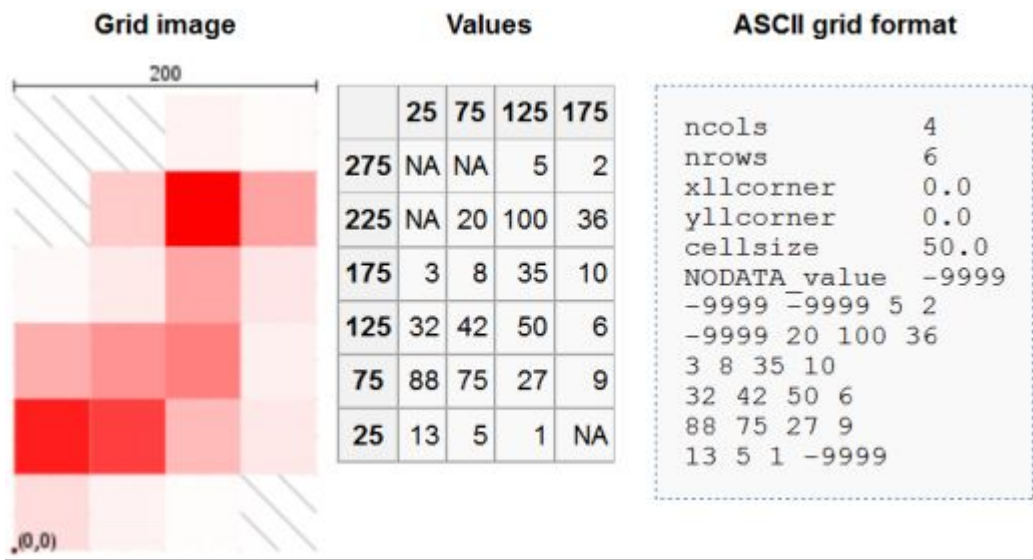 Grid image
Values
ASCII grid format
200
(0,0)
25 75 125 175
275 NA NA 5 2
225 NA 20 100 36
175 3 8 35 10
125 32 42 50 6
75 88 75 27 9
25 13 5 1 NA
ncols 4
nrows 6
xllcorner 0.0
yllcorner 0.0
cellsize 50.0
NODATA_value -9999
-9999 -9999 5 2
-9999 20 100 36
3 8 35 10
32 42 50 6
88 75 27 9
13 5 1 -9999